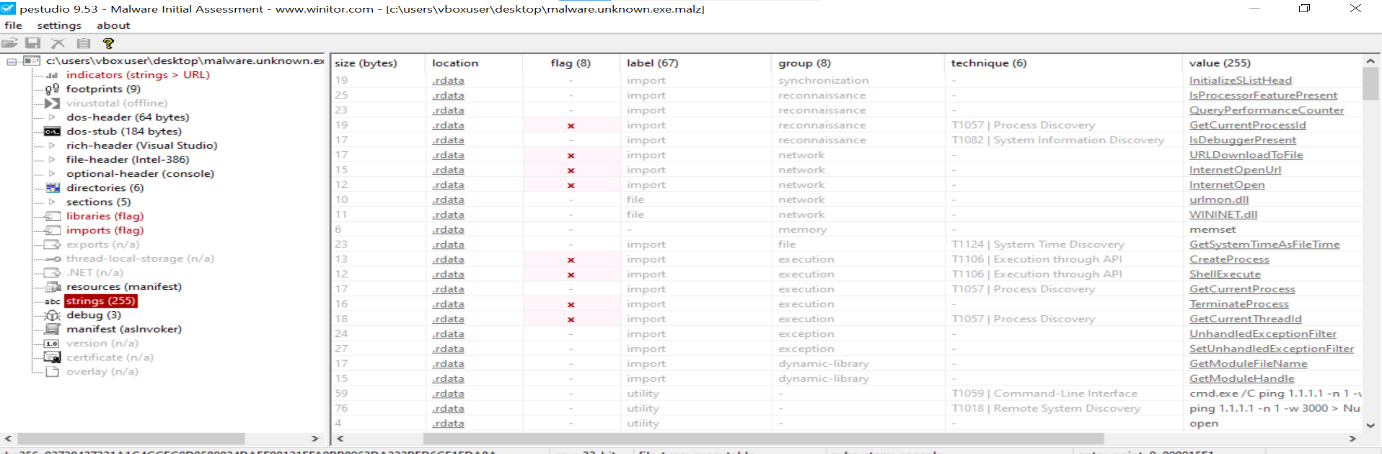 pestudio 9.53 - Malware Initial Assessment - www.winitor.com - [c:\users\vboxuser\desktop\malware.unknown.exe.malz]
file settings about
c:\users\vboxuser\desktop\malware.unknown.ex
indicators (strings > URL)
footprints (9)
virustotal (offline)
dos-header (64 bytes)
dos-stub (184 bytes)
rich-header (Visual Studio)
file-header (Intel-386)
optional-header (console)
directories (6)
sections (5)
libraries (flag)
imports (flag)
exports (n/a)
thread-local-storage (n/a)
.NET (n/a)
resources (manifest)
abc strings (255)
debug (3)
manifest (asInvoker)
1.0 version (n/a)
certificate (n/a)
overlay (n/a)
size (bytes) location flag (8) label (67) group (8) technique (6) value (255)
19 .rdata - import synchronization - InitializeSListHead
25 .rdata - import reconnaissance - IsProcessorFeaturePresent
23 .rdata - import reconnaissance - QueryPerformanceCounter
19 .rdata x import reconnaissance T1057 | Process Discovery GetCurrentProcessId
17 .rdata - import reconnaissance T1082 | System Information Discovery IsDebuggerPresent
17 .rdata x import network - URLDownloadToFile
15 .rdata x import network - InternetOpenUrl
12 .rdata x import network - InternetOpen
10 .rdata - file network - urlmon.dll
11 .rdata - file network - WININET.dll
6 .rdata - - memory - memset
23 .rdata - import file T1124 | System Time Discovery GetSystemTimeAsFileTime
13 .rdata x import execution T1106 | Execution through API CreateProcess
12 .rdata x import execution T1106 | Execution through API ShellExecute
17 .rdata - import execution T1057 | Process Discovery GetCurrentProcess
16 .rdata x import execution - TerminateProcess
18 .rdata x import execution T1057 | Process Discovery GetCurrentThreadId
24 .rdata - import exception - UnhandledExceptionFilter
27 .rdata - import exception - SetUnhandledExceptionFilter
17 .rdata - import dynamic-library - GetModuleFileName
15 .rdata - import dynamic-library - GetModuleHandle
59 .rdata - utility - T1059 | Command-Line Interface cmd.exe /C ping 1.1.1.1 -n 1 -v
76 .rdata - utility - T1018 | Remote System Discovery ping 1.1.1.1 -n 1 -w 3000 > Nu
4 .rdata - utility - - open